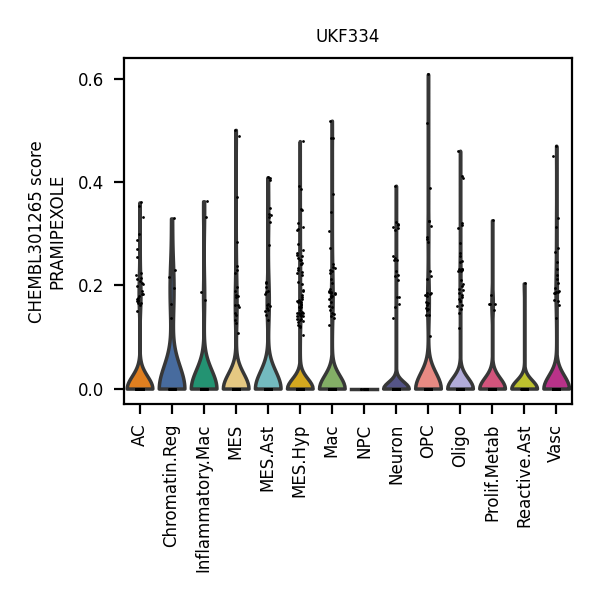 UKF334
CHEMBL301265 score
PRAMIPEXOLE
0.6
0.4
0.2
0.0
AC
Chromatin.Reg
Inflammatory.Mac
MES
MES.Ast
MES.Hyp
Mac
NPC
Neuron
OPC
Oligo
Prolif.Metab
Reactive.Ast
Vasc